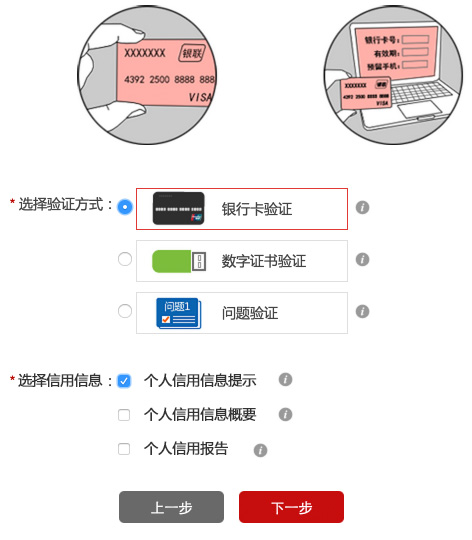 XXXXXXX 银联
4392 2500 8888 888
VISA
银行卡号:
有效期:
预留手机:
XXXXXXX 银联
4392 2500 8888 888
VISA
*选择验证方式:
银行卡验证
数字证书验证
问题1
问题验证
*选择信用信息:
个人信用信息提示
个人信用信息概要
个人信用报告
上一步 下一步